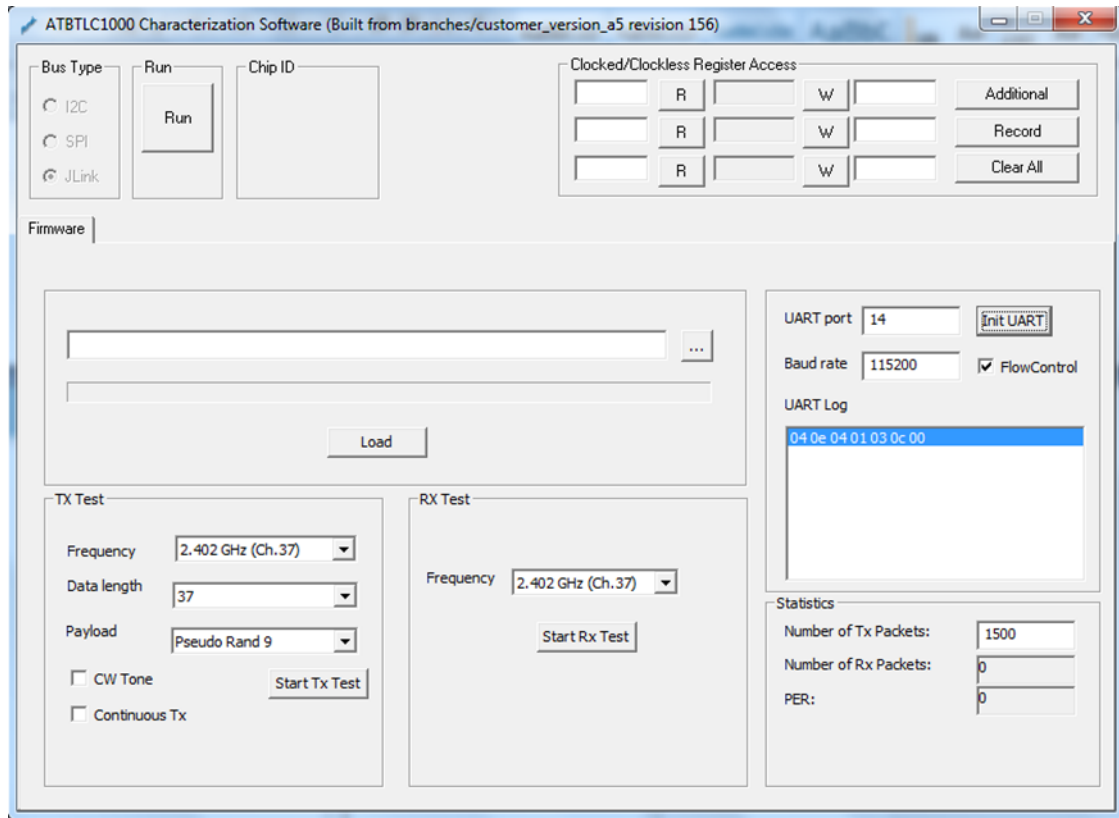 ATBTLC1000 Characterization Software (Built from branches/customer_version_a5 revision 156)
Bus Type
I2C
SPI
JLink
Run
Run
Chip ID
Clocked/Clockless Register Access
R W Additional
R W Record
R W Clear All
Firmware
...
Load
UART port 14 Init UART
Baud rate 115200 FlowControl
UART Log
04 0e 04 01 03 0c 00
TX Test
Frequency 2.402 GHz (Ch.37)
Data length 37
Payload Pseudo Rand 9
CW Tone Start Tx Test
Continuous Tx
RX Test
Frequency 2.402 GHz (Ch.37)
Start Rx Test
Statistics
Number of Tx Packets: 1500
Number of Rx Packets: 0
PER: 0